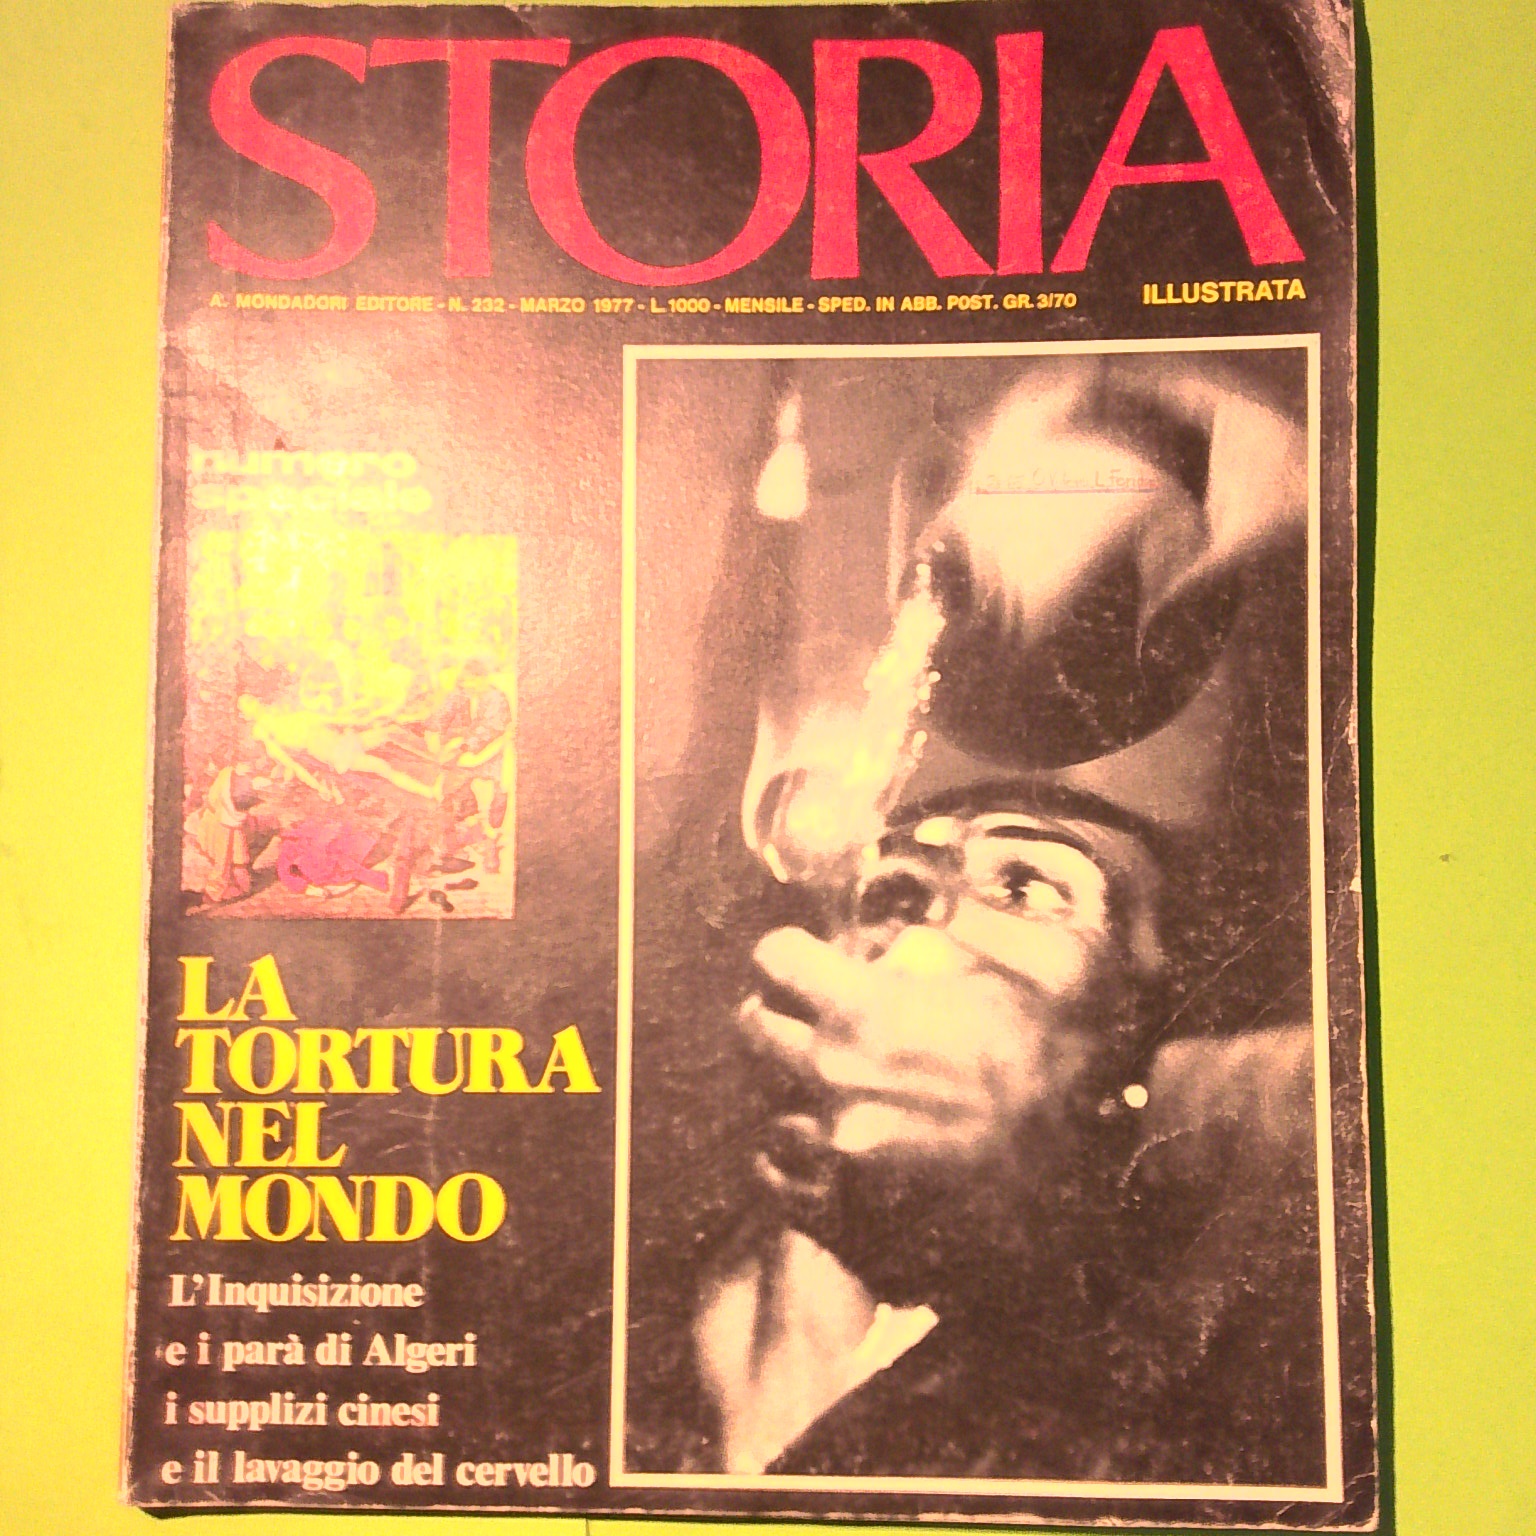 STORIA
A. MONDADORI EDITORE - N. 232 - MARZO 1977 - L. 1000 - MENSILE - SPED. IN ABB. POST. GR. 3/70
ILLUSTRATA
numero
speciale
LA
TORTURA
NEL
MONDO
L'Inquisizione
e i parà di Algeri
i supplizi cinesi
e il lavaggio del cervello